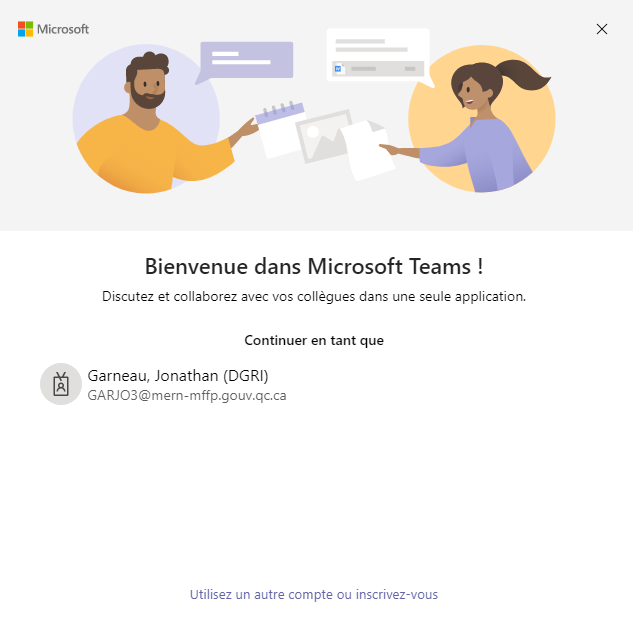 Microsoft
Bienvenue dans Microsoft Teams !
Discutez et collaborez avec vos collègues dans une seule application.
Continuer en tant que
Garneau, Jonathan (DGRI)
GARJO3@mern-mffp.gouv.qc.ca
Utilisez un autre compte ou inscrivez-vous